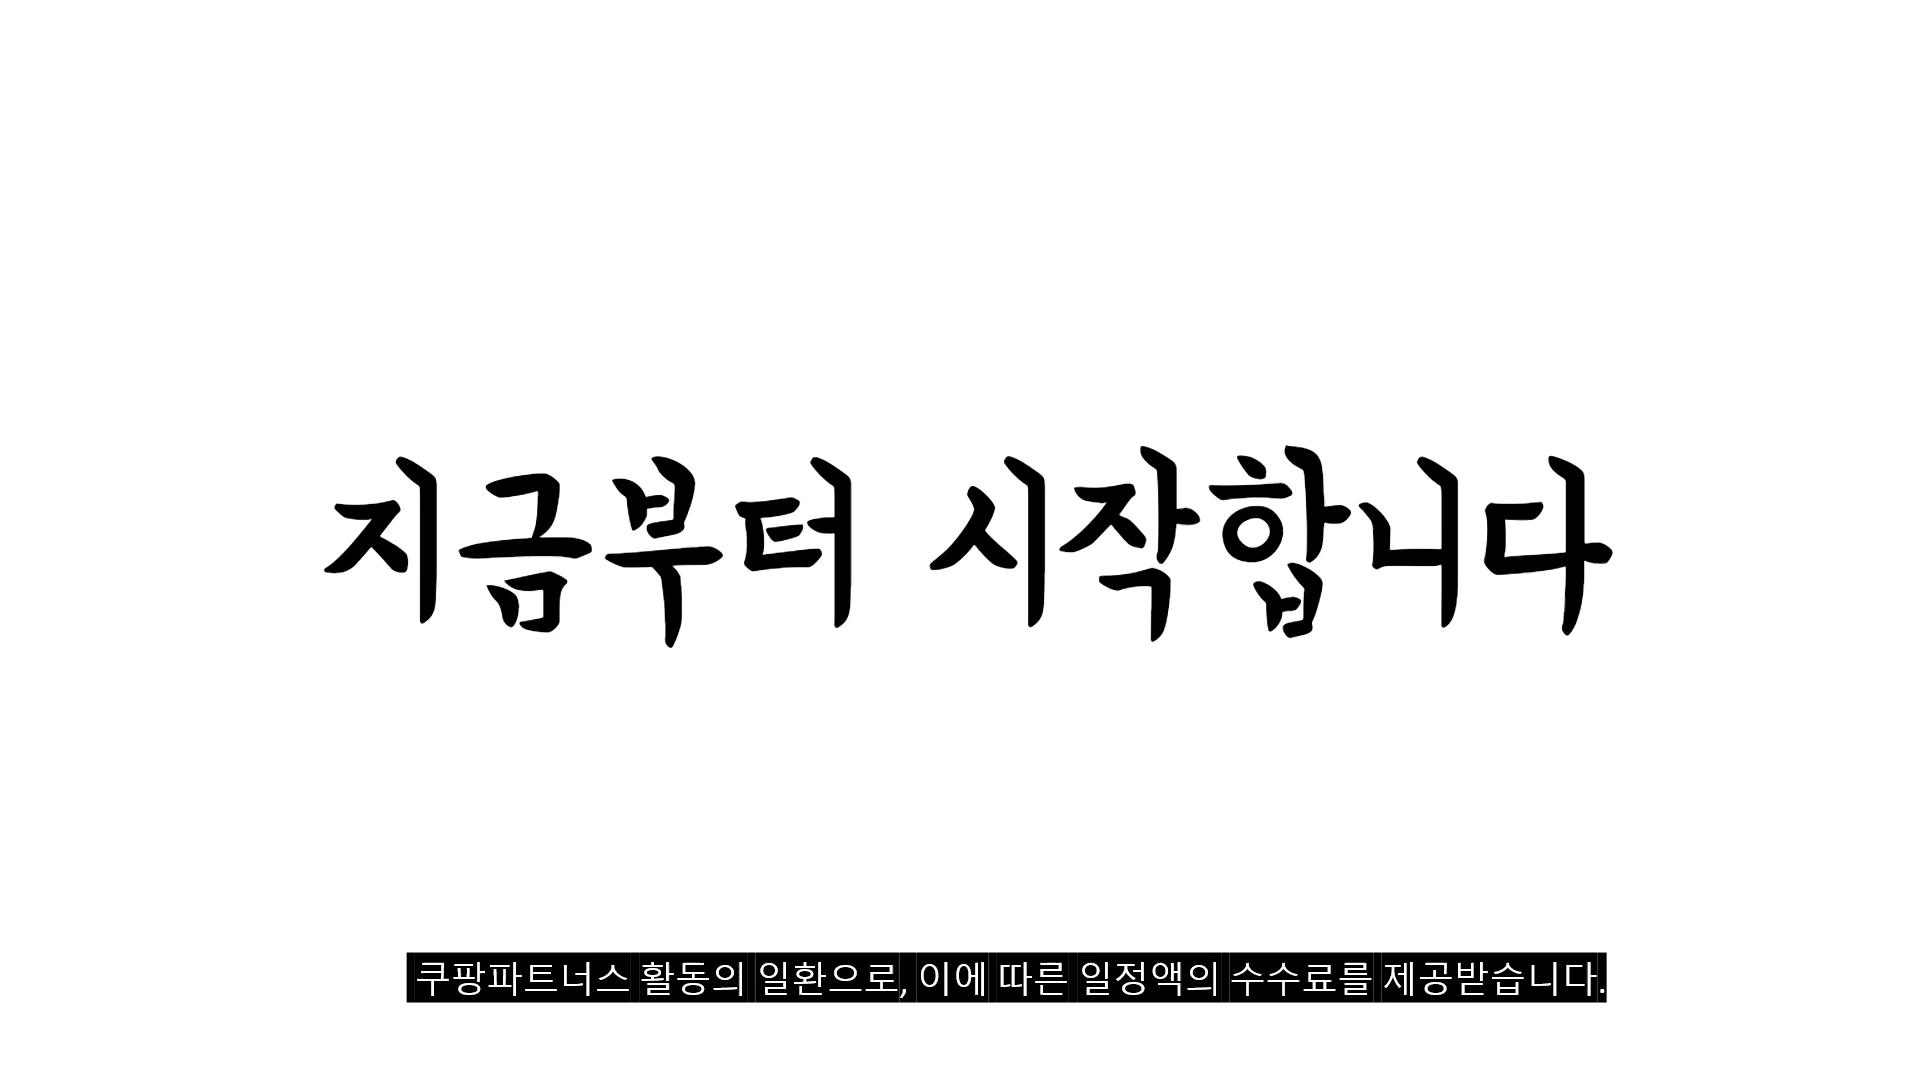 지금부터 시작합니다
쿠팡파트너스 활동의 일환으로, 이에 따른 일정액의 수수료를 제공받습니다.